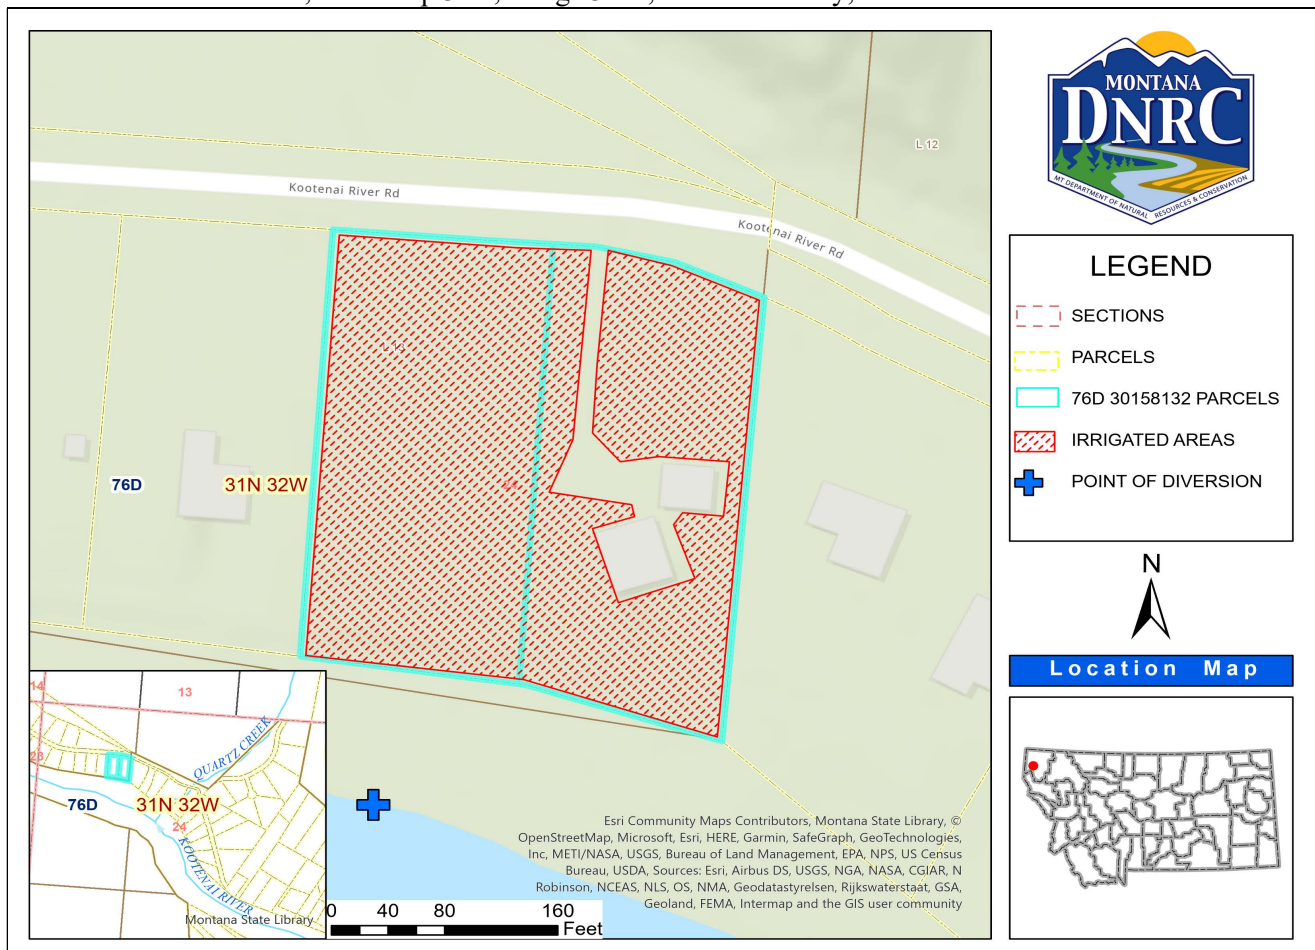 MONTANA
DNRC
MT DEPARTMENT OF NATURAL RESOURCES & CONSERVATION
L 12
Kootenai River Rd
Kootenai River Rd
L 13
24
76D
31N 32W
LEGEND
SECTIONS
PARCELS
76D 30158132 PARCELS
IRRIGATED AREAS
POINT OF DIVERSION
N
Location Map
14
13
23
QUARTZ CREEK
76D
31N 32W
24
KOOTENAI RIVER
Montana State Library
0 40 80 160
Feet
Esri Community Maps Contributors, Montana State Library, ©
OpenStreetMap, Microsoft, Esri, HERE, Garmin, SafeGraph, GeoTechnologies,
Inc, METI/NASA, USGS, Bureau of Land Management, EPA, NPS, US Census
Bureau, USDA, Sources: Esri, Airbus DS, USGS, NGA, NASA, CGIAR, N
Robinson, NCEAS, NLS, OS, NMA, Geodatastyrelsen, Rijkswaterstaat, GSA,
Geoland, FEMA, Intermap and the GIS user community